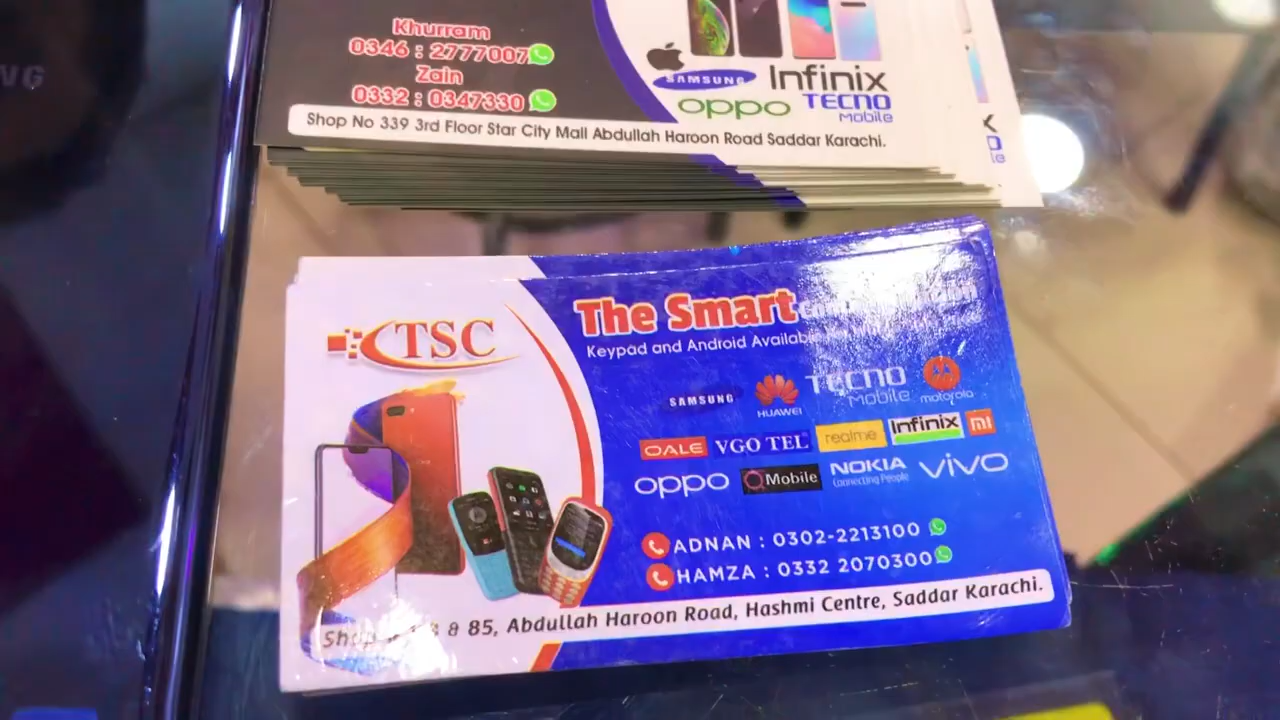 NG
Khurram
0346 : 2777007
Zain
0332 : 0347330
SAMSUNG Infinix
oppo TECNO
mobile
Shop No 339 3rd Floor Star City Mall Abdullah Haroon Road Saddar Karachi.
TSC
The Smart
Keypad and Android Available
SAMSUNG HUAWEI TECNO mobile motorola
OALE VGO TEL realme Infinix mi
oppo QMobile NOKIA Connecting People vivo
ADNAN : 0302-2213100
HAMZA : 0332 2070300
Shop & 85, Abdullah Haroon Road, Hashmi Centre, Saddar Karachi.